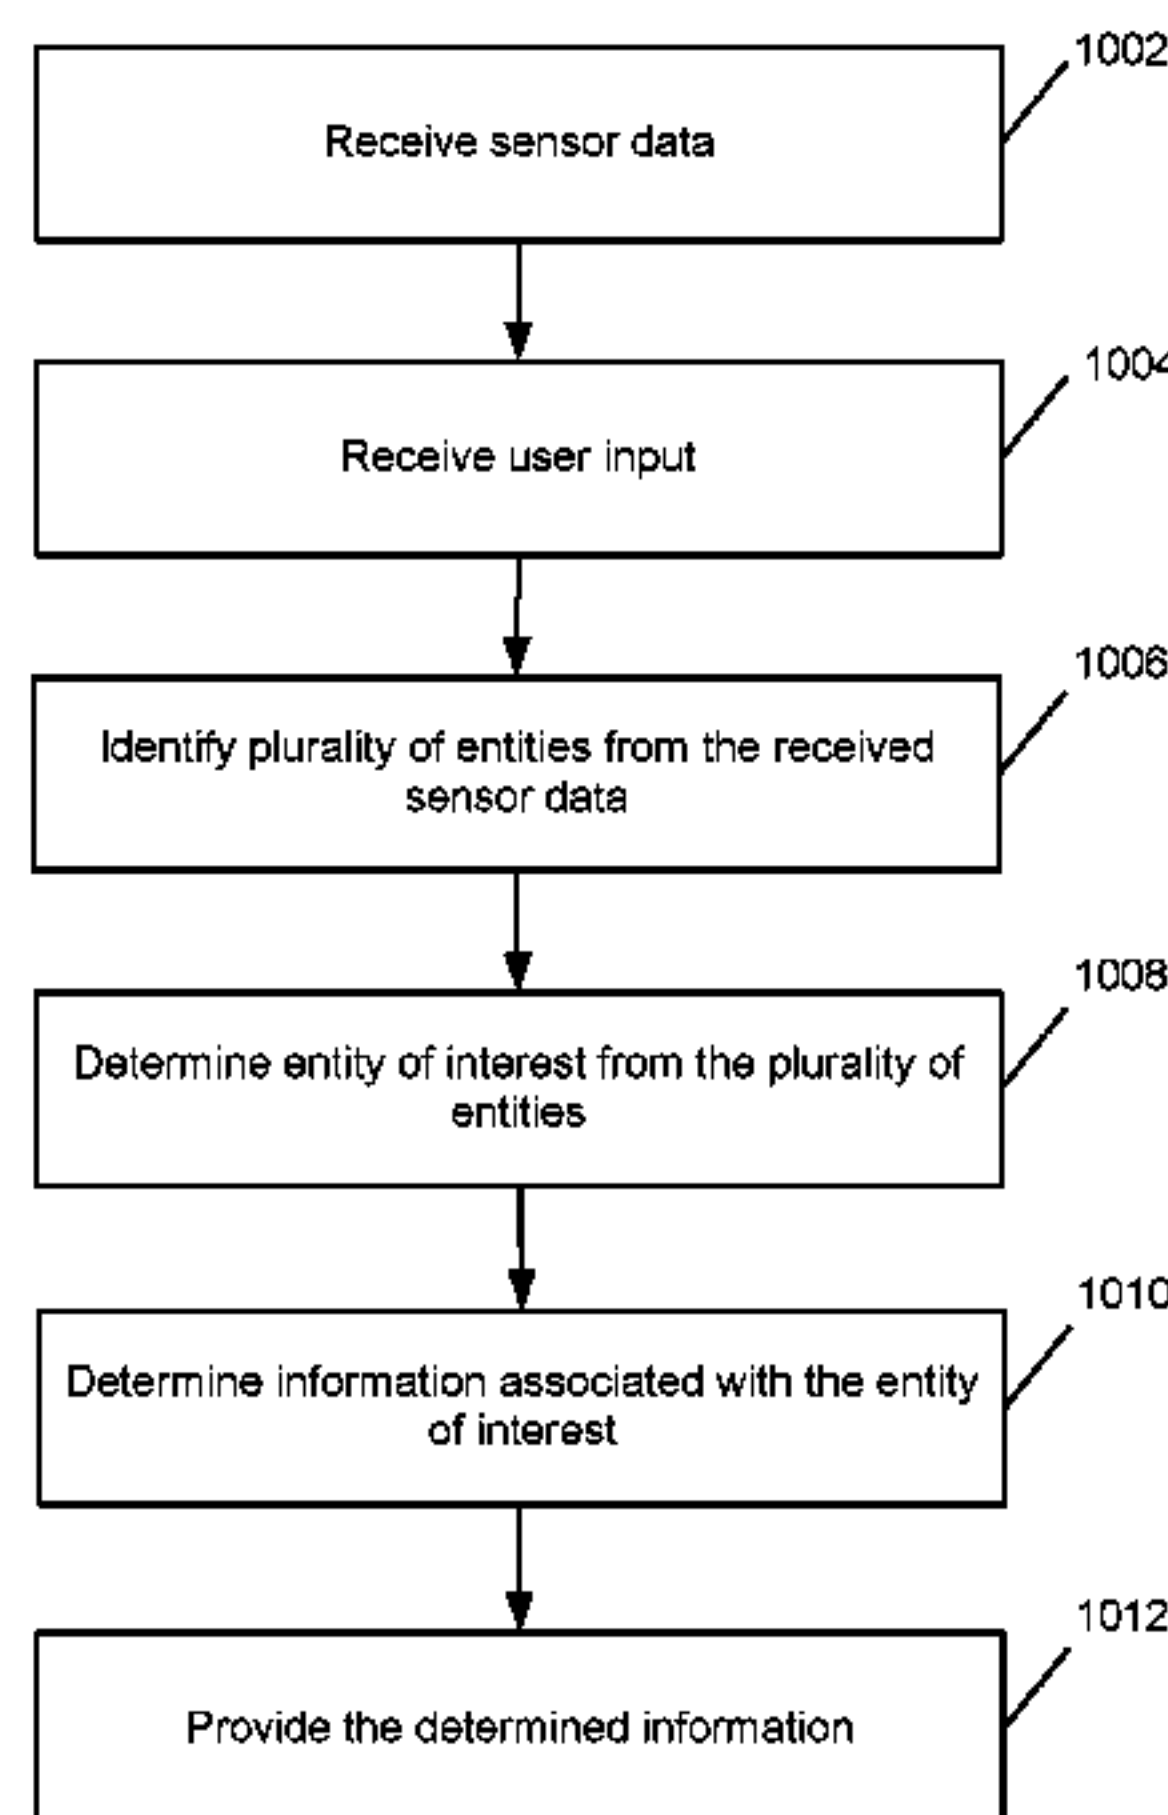 1002
Receive sensor data
1004
Receive user input
1006
Identify plurality of entities from the received
sensor data
1008
Determine entity of interest from the plurality of
entities
1010
Determine information associated with the entity
of interest
1012
Provide the determined information